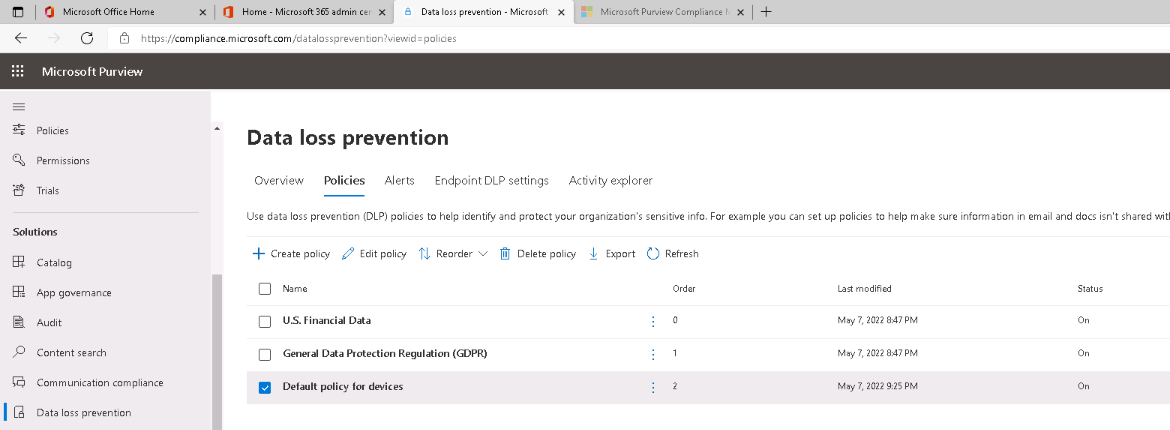 Microsoft Office Home
Home - Microsoft 365 admin cen
Data loss prevention - Microsoft
Microsoft Purview Compliance M
https://compliance.microsoft.com/datalossprevention?viewid=policies
Microsoft Purview
Policies
Permissions
Trials
Solutions
Catalog
App governance
Audit
Content search
Communication compliance
Data loss prevention
Data loss prevention
Overview Policies Alerts Endpoint DLP settings Activity explorer
Use data loss prevention (DLP) policies to help identify and protect your organization's sensitive info. For example you can set up policies to help make sure information in email and docs isn't shared wit
Create policy Edit policy Reorder Delete policy Export Refresh
Name Order Last modified Status
U.S. Financial Data 0 May 7, 2022 8:47 PM On
General Data Protection Regulation (GDPR) 1 May 7, 2022 8:47 PM On
Default policy for devices 2 May 7, 2022 9:25 PM On